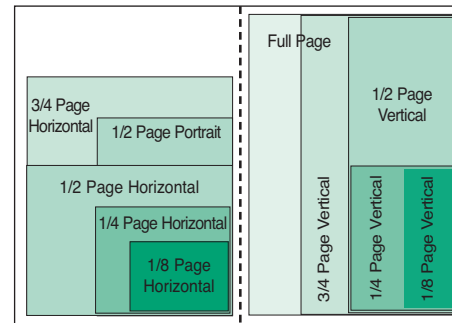 3/4 Page
Horizontal
1/2 Page Portrait
1/2 Page Horizontal
1/4 Page Horizontal
1/8 Page
Horizontal
Full Page
1/2 Page
Vertical
3/4 Page Vertical
1/4 Page Vertical
1/8 Page Vertical